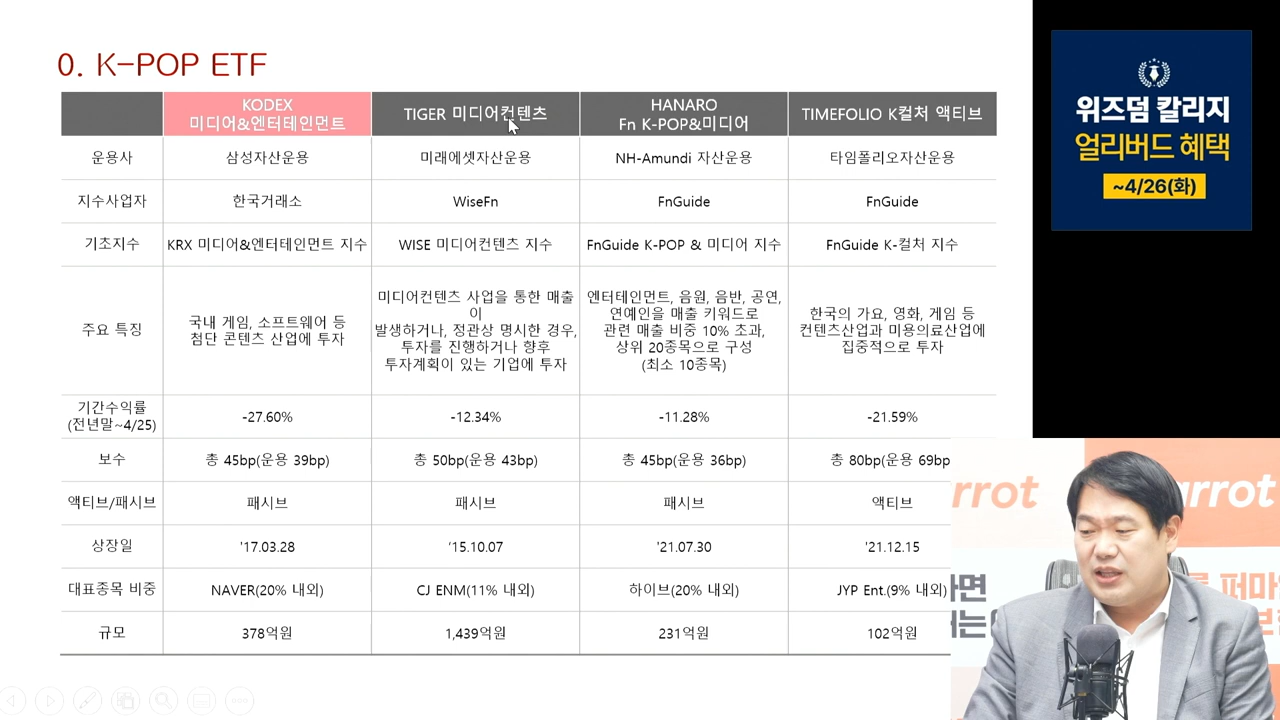 0. K-POP ETF
KODEX
미디어&엔터테인먼트
TIGER 미디어컨텐츠
HANARO
Fn K-POP&미디어
TIMEFOLIO K컬처 액티브
운용사
삼성자산운용
미래에셋자산운용
NH-Amundi 자산운용
타임폴리오자산운용
지수사업자
한국거래소
WiseFn
FnGuide
FnGuide
기초지수
KRX 미디어&엔터테인먼트 지수
WISE 미디어컨텐츠 지수
FnGuide K-POP & 미디어 지수
FnGuide K-컬처 지수
주요 특징
국내 게임, 소프트웨어 등
첨단 콘텐츠 산업에 투자
미디어컨텐츠 사업을 통한 매출
이
발생하거나, 정관상 명시한 경우,
투자를 진행하거나 향후
투자계획이 있는 기업에 투자
엔터테인먼트, 음원, 음반, 공연,
연예인을 매출 키워드로
관련 매출 비중 10% 초과,
상위 20종목으로 구성
(최소 10종목)
한국의 가요, 영화, 게임 등
컨텐츠산업과 미용의료산업에
집중적으로 투자
기간수익률
(전년말~4/25)
-27.60%
-12.34%
-11.28%
-21.59%
보수
총 45bp(운용 39bp)
총 50bp(운용 43bp)
총 45bp(운용 36bp)
총 80bp(운용 69bp
액티브/패시브
패시브
패시브
패시브
액티브
상장일
'17.03.28
'15.10.07
'21.07.30
'21.12.15
대표종목 비중
NAVER(20% 내외)
CJ ENM(11% 내외)
하이브(20% 내외)
JYP Ent.(9% 내외)
규모
378억원
1,439억원
231억원
102억원
위즈덤 칼리지
얼리버드 혜택
~4/26(화)
rrot
arrot